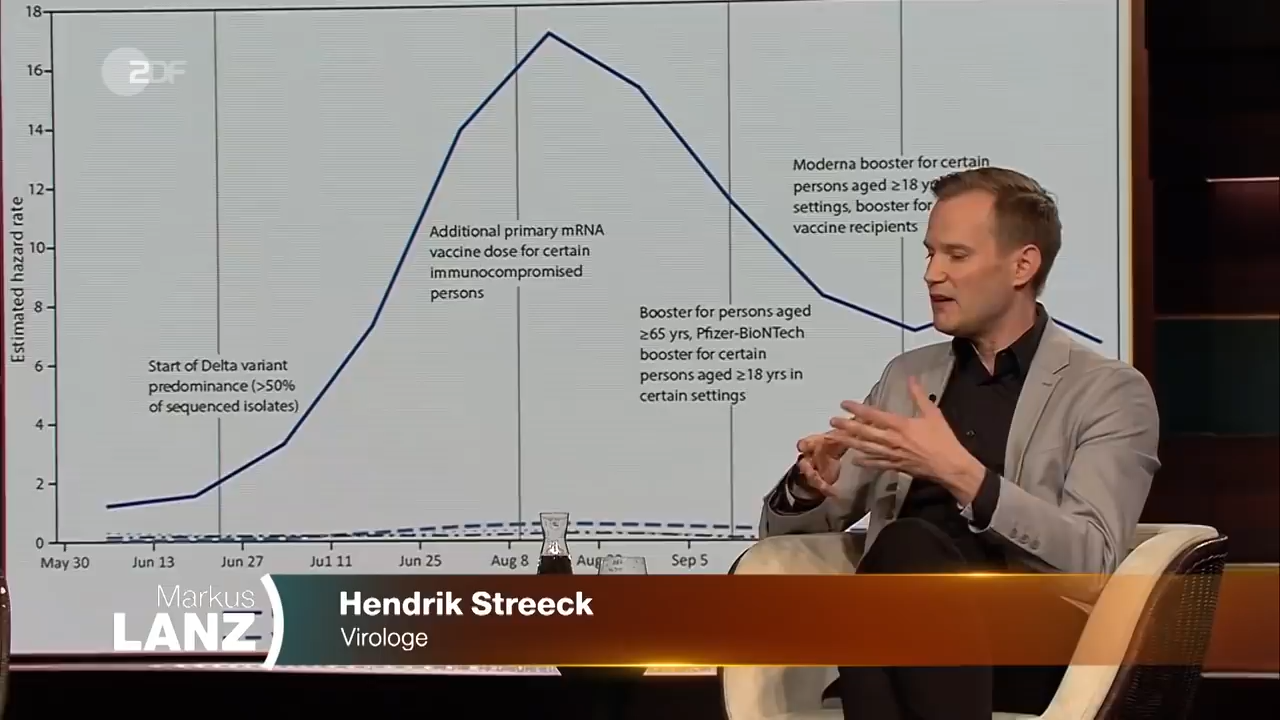 18
ZDF
16
14
12
10
8
6
4
2
0
Estimated hazard rate
Start of Delta variant
predominance (>50%
of sequenced isolates)
Additional primary mRNA
vaccine dose for certain
immunocompromised
persons
Booster for persons aged
≥65 yrs, Pfizer-BioNTech
booster for certain
persons aged ≥18 yrs in
certain settings
Moderna booster for certain
persons aged ≥18
settings, booster for
vaccine recipients
May 30 Jun 13 Jun 27 Ju1 11 Jun 25 Aug 8 Aug Sep 5
Markus
LANZ
Hendrik Streeck
Virologe